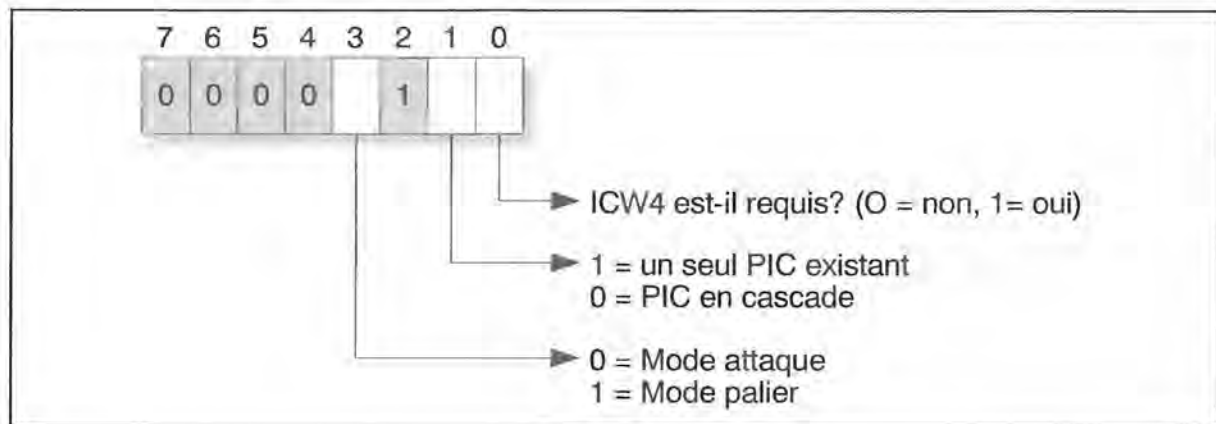 7 6 5 4 3 2 1 0
0 0 0 0 1
ICW4 est-il requis? (O = non, 1= oui)
1 = un seul PIC existant
0 = PIC en cascade
0 = Mode attaque
1 = Mode palier